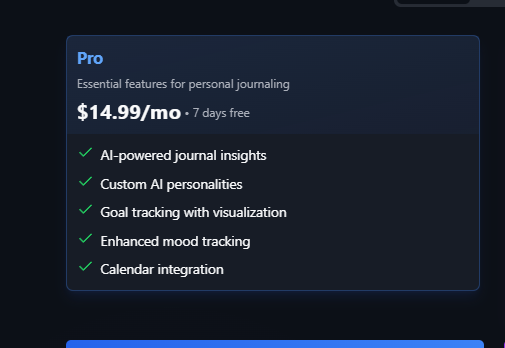 Pro
Essential features for personal journaling
$14.99/mo • 7 days free
AI-powered journal insights
Custom AI personalities
Goal tracking with visualization
Enhanced mood tracking
Calendar integration